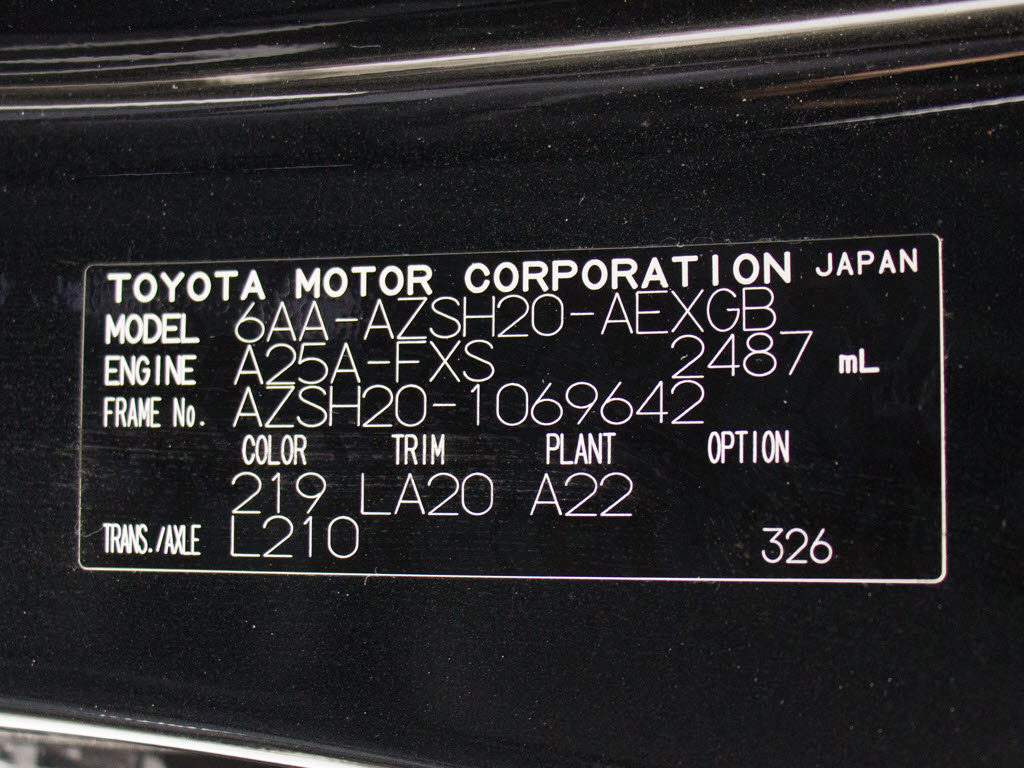 TOYOTA MOTOR CORPORATION JAPAN
MODEL 6AA-AZSH20-AEXGB
ENGINE A25A-FXS 2487 mL
FRAME No. AZSH20-1069642
COLOR TRIM PLANT OPTION
219 LA20 A22
TRANS./AXLE L210 326